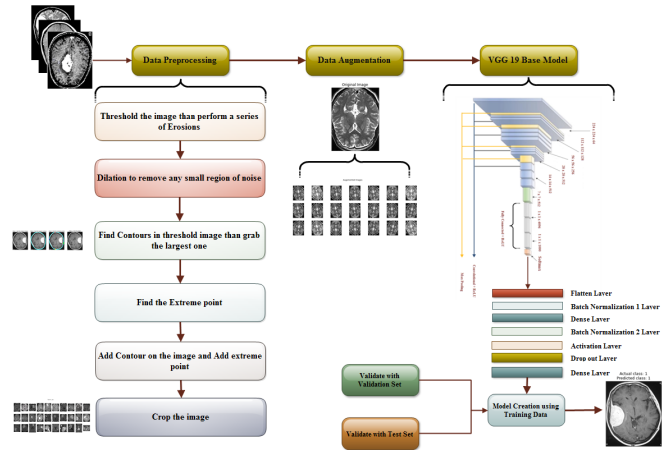 Data Preprocessing
Data Augmentation
VGG 19 Base Model
Original Image
Threshold the image than perform a series
of Erosions
Dilation to remove any small region of noise
Find Contours in threshold image than grab
the largest one
Find the Extreme point
Add Contour on the image and Add extreme
point
Crop the image
Flatten Layer
Batch Normalization 1 Layer
Dense Layer
Batch Normalization 2 Layer
Activation Layer
Drop out Layer
Dense Layer
Validate with
Validation Set
Validate with Test Set
Model Creation using
Training Data
Actual class: 1
Predicted class: 1